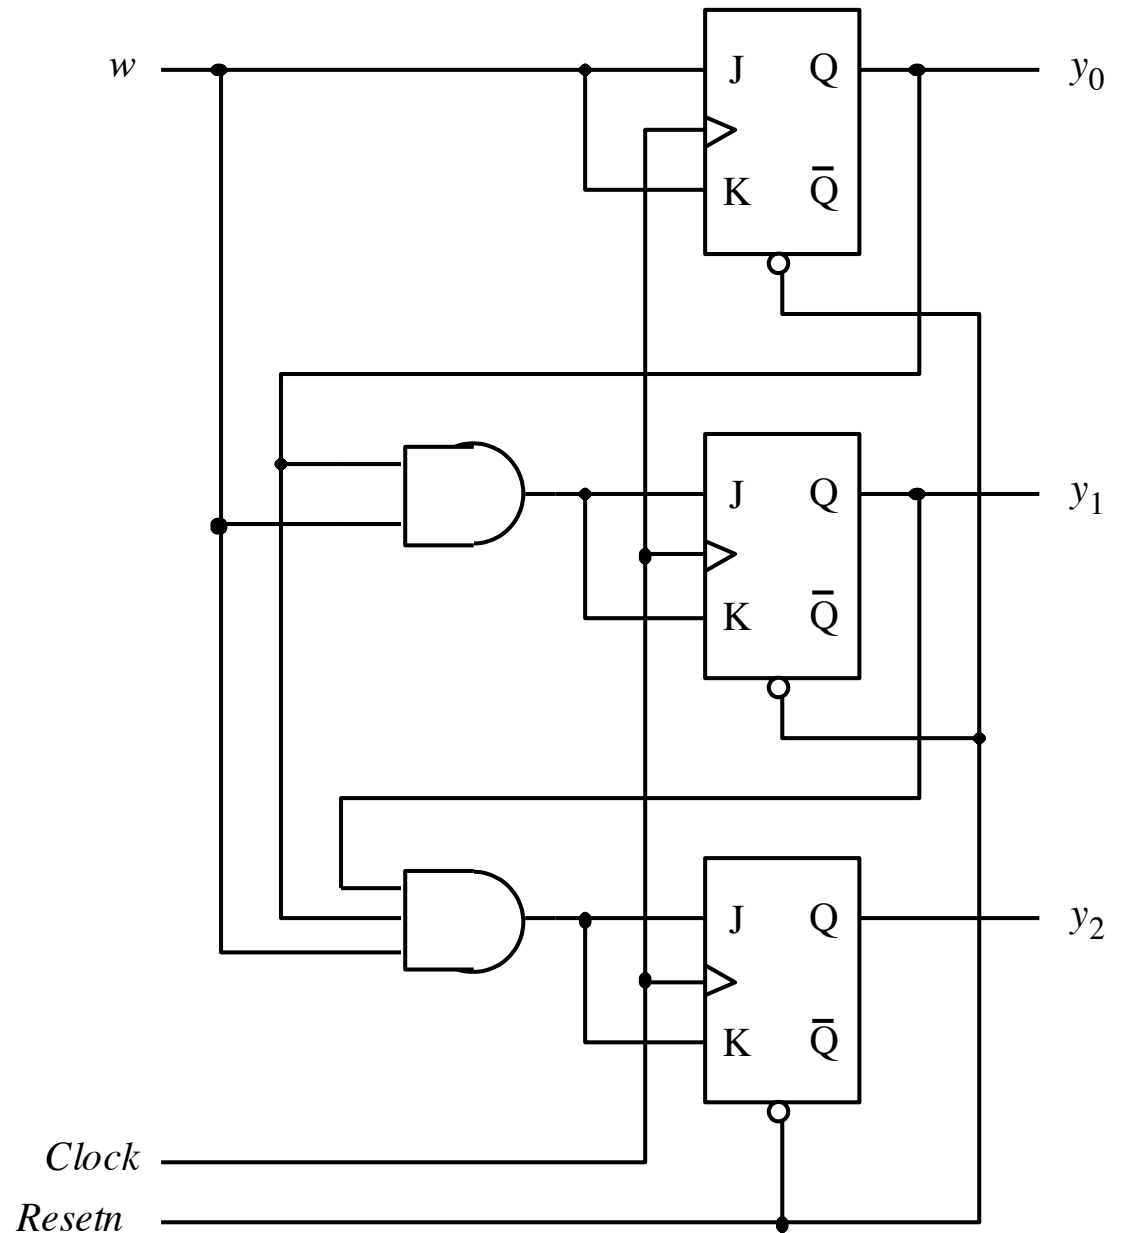 w J Q y0
K Q̅
J Q y1
K Q̅
J Q y2
K Q̅
Clock
Resetn